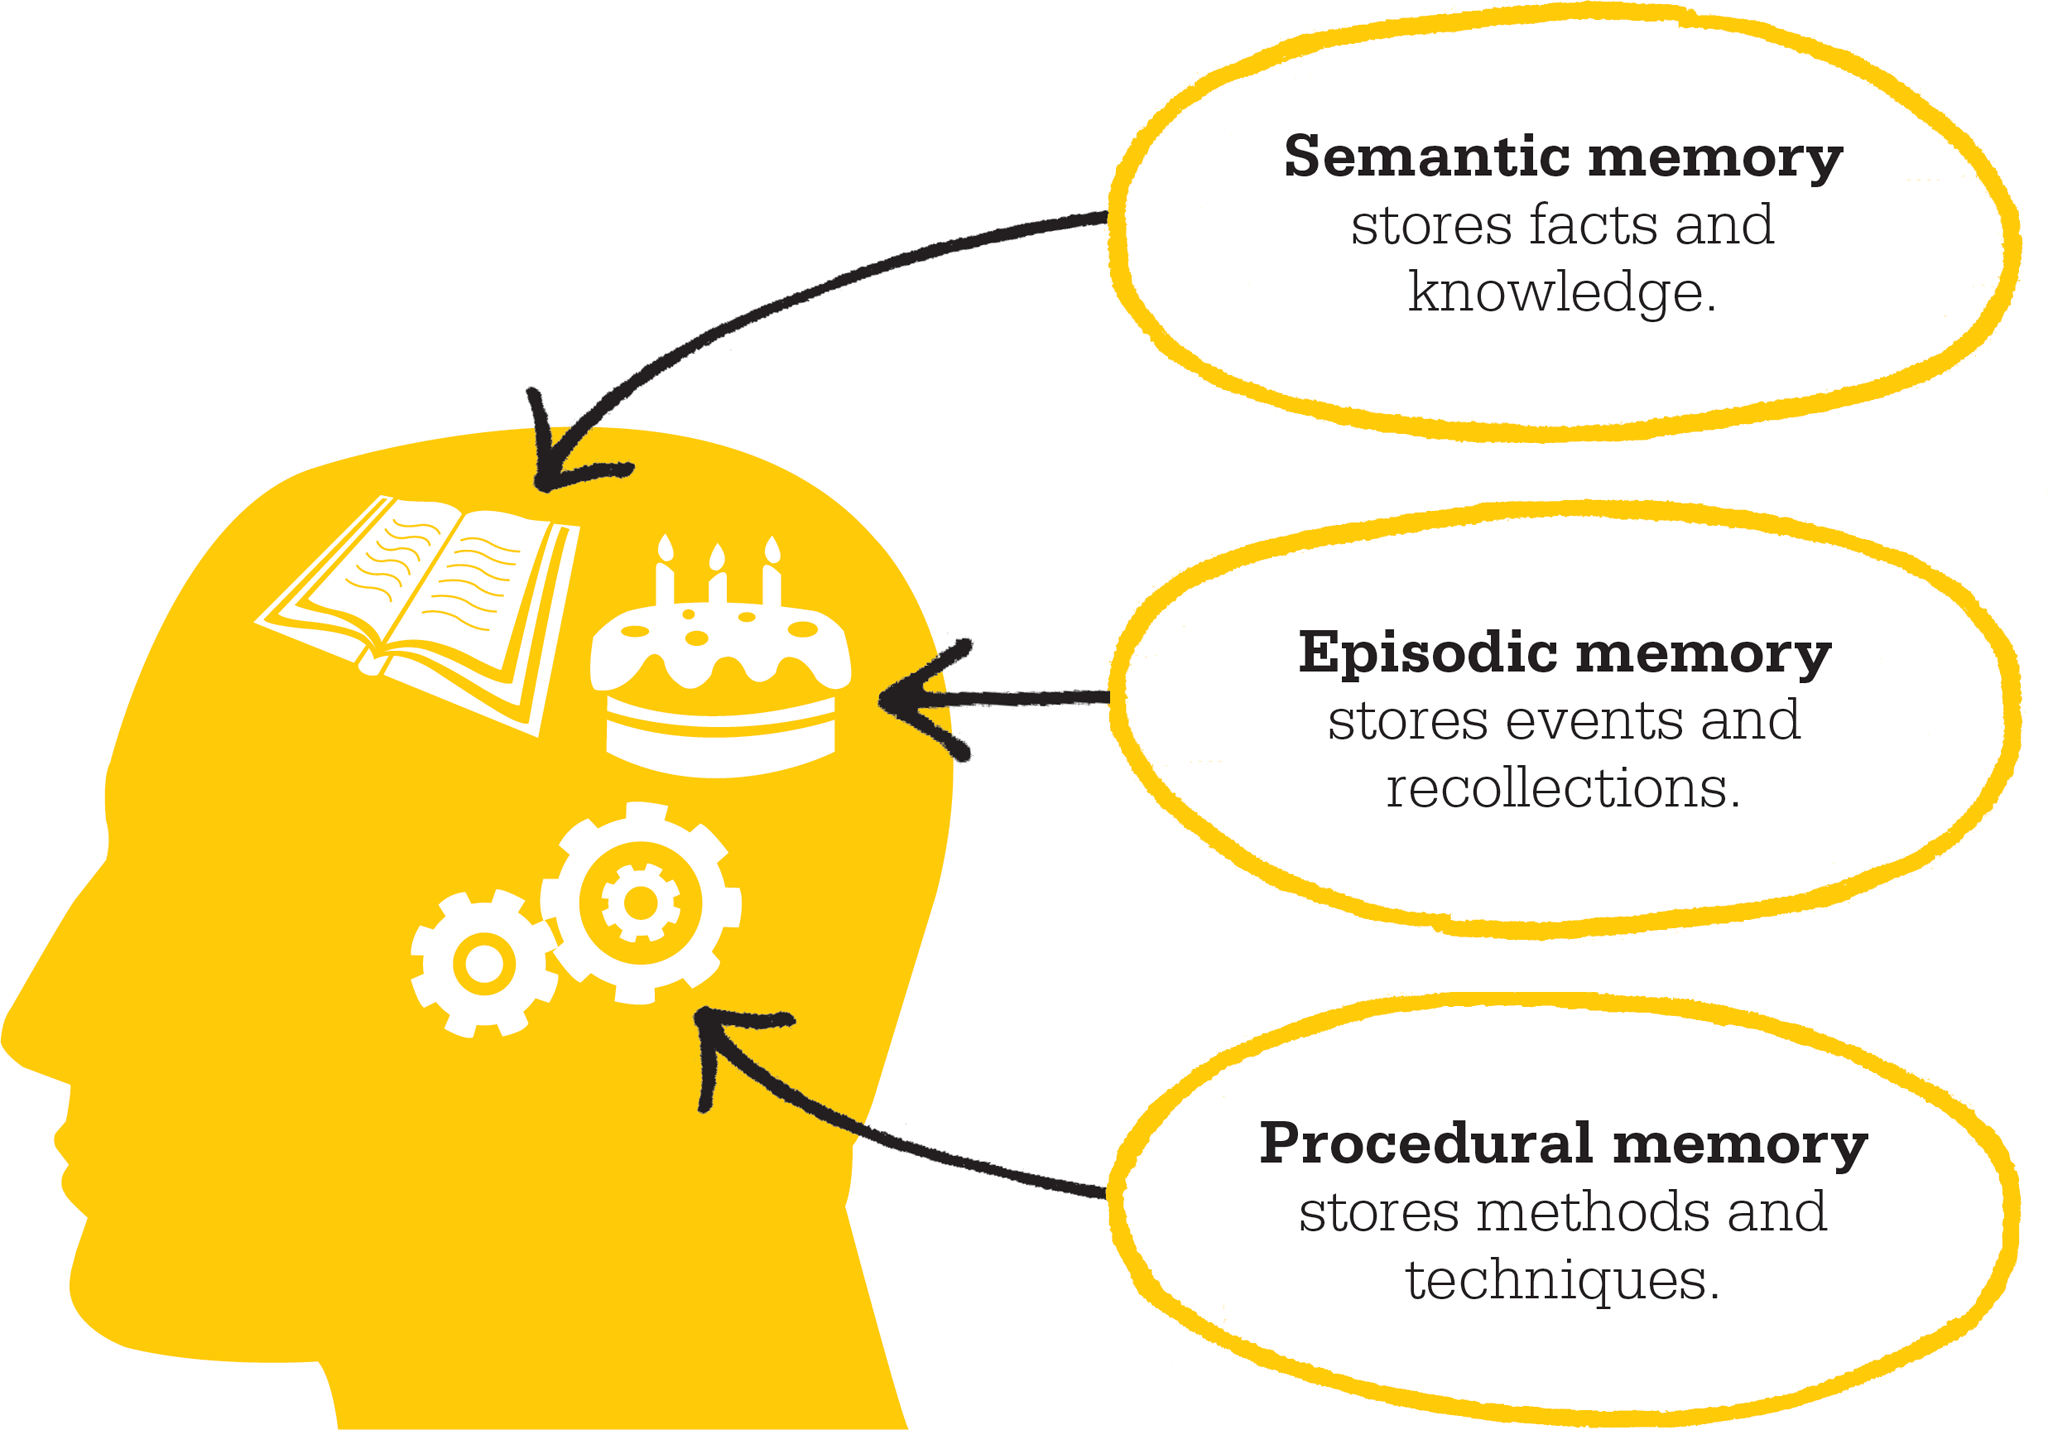 Semantic memory
stores facts and
knowledge.
Episodic memory
stores events and
recollections.
Procedural memory
stores methods and
techniques.